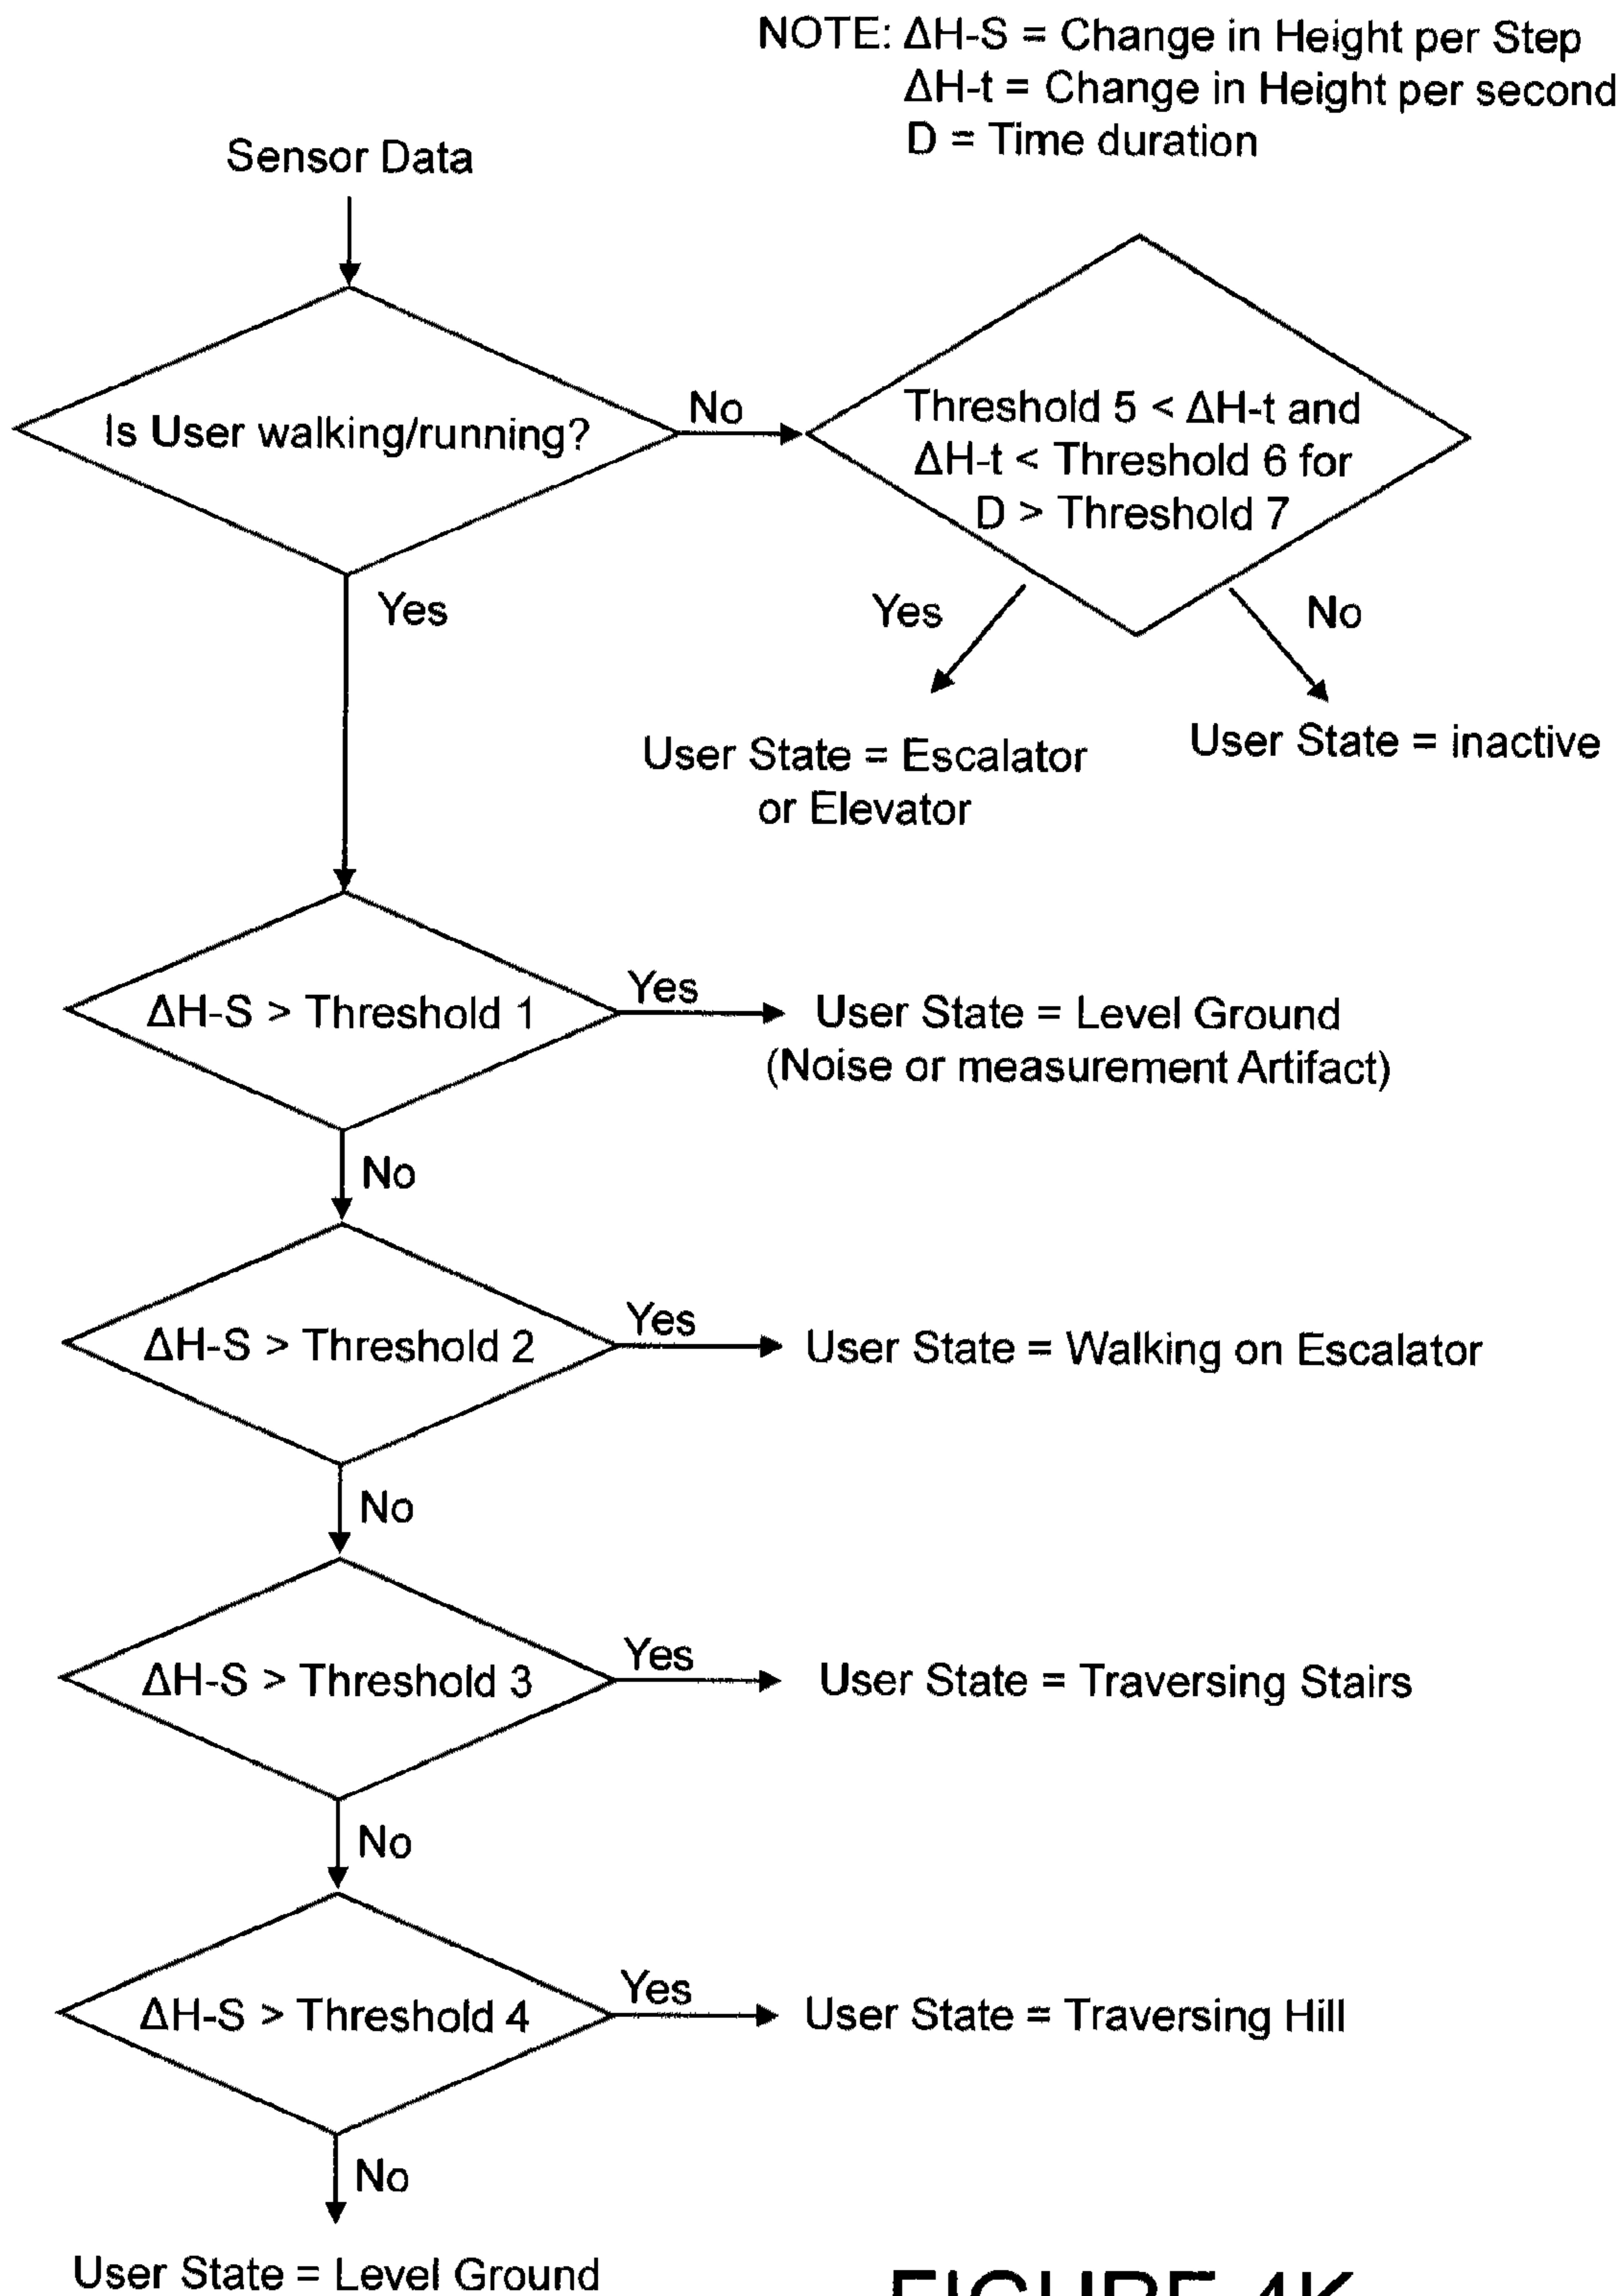 NOTE: ΔH-S = Change in Height per Step
ΔH-t = Change in Height per second
D = Time duration
Sensor Data
Is User walking/running?
No
Threshold 5 < ΔH-t and
ΔH-t < Threshold 6 for
D > Threshold 7
Yes
Yes
No
User State = Escalator
or Elevator
User State = inactive
ΔH-S > Threshold 1
Yes
User State = Level Ground
(Noise or measurement Artifact)
No
ΔH-S > Threshold 2
Yes
User State = Walking on Escalator
No
ΔH-S > Threshold 3
Yes
User State = Traversing Stairs
No
ΔH-S > Threshold 4
Yes
User State = Traversing Hill
No
User State = Level Ground
FIGURE 4K